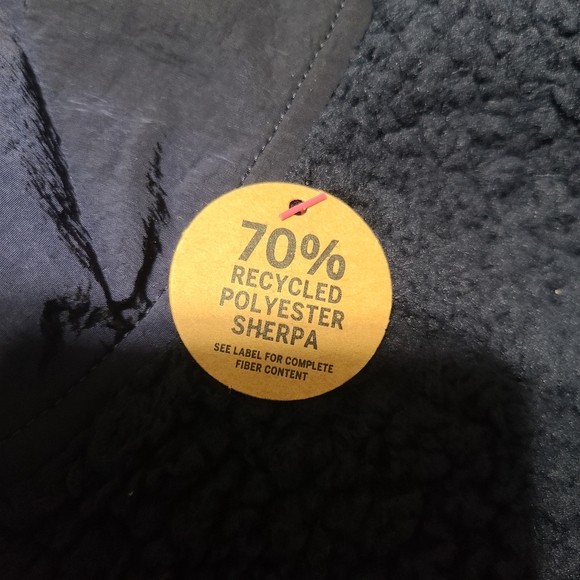 70%
RECYCLED
POLYESTER
SHERPA
SEE LABEL FOR COMPLETE
FIBER CONTENT